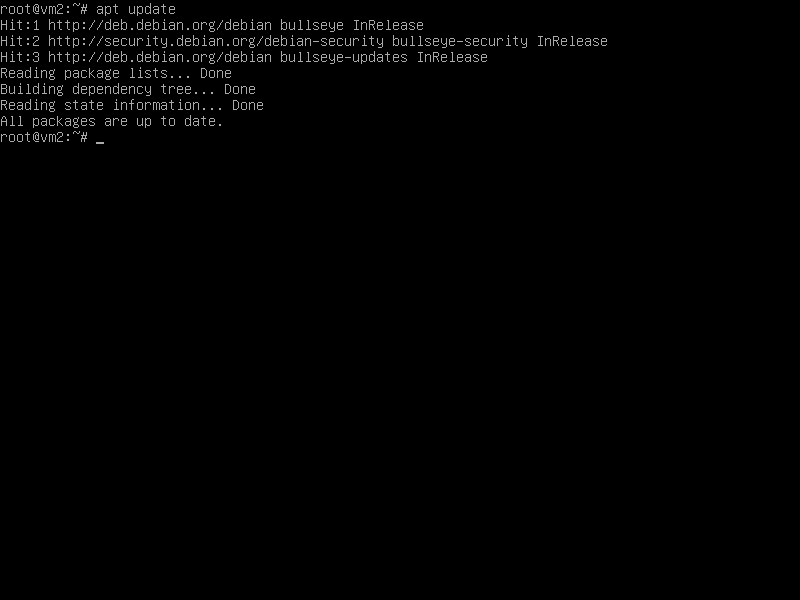 root@vm2:~# apt update
Hit:1 http://deb.debian.org/debian bullseye InRelease
Hit:2 http://security.debian.org/debian-security bullseye-security InRelease
Hit:3 http://deb.debian.org/debian bullseye-updates InRelease
Reading package lists... Done
Building dependency tree... Done
Reading state information... Done
All packages are up to date.
root@vm2:~# _